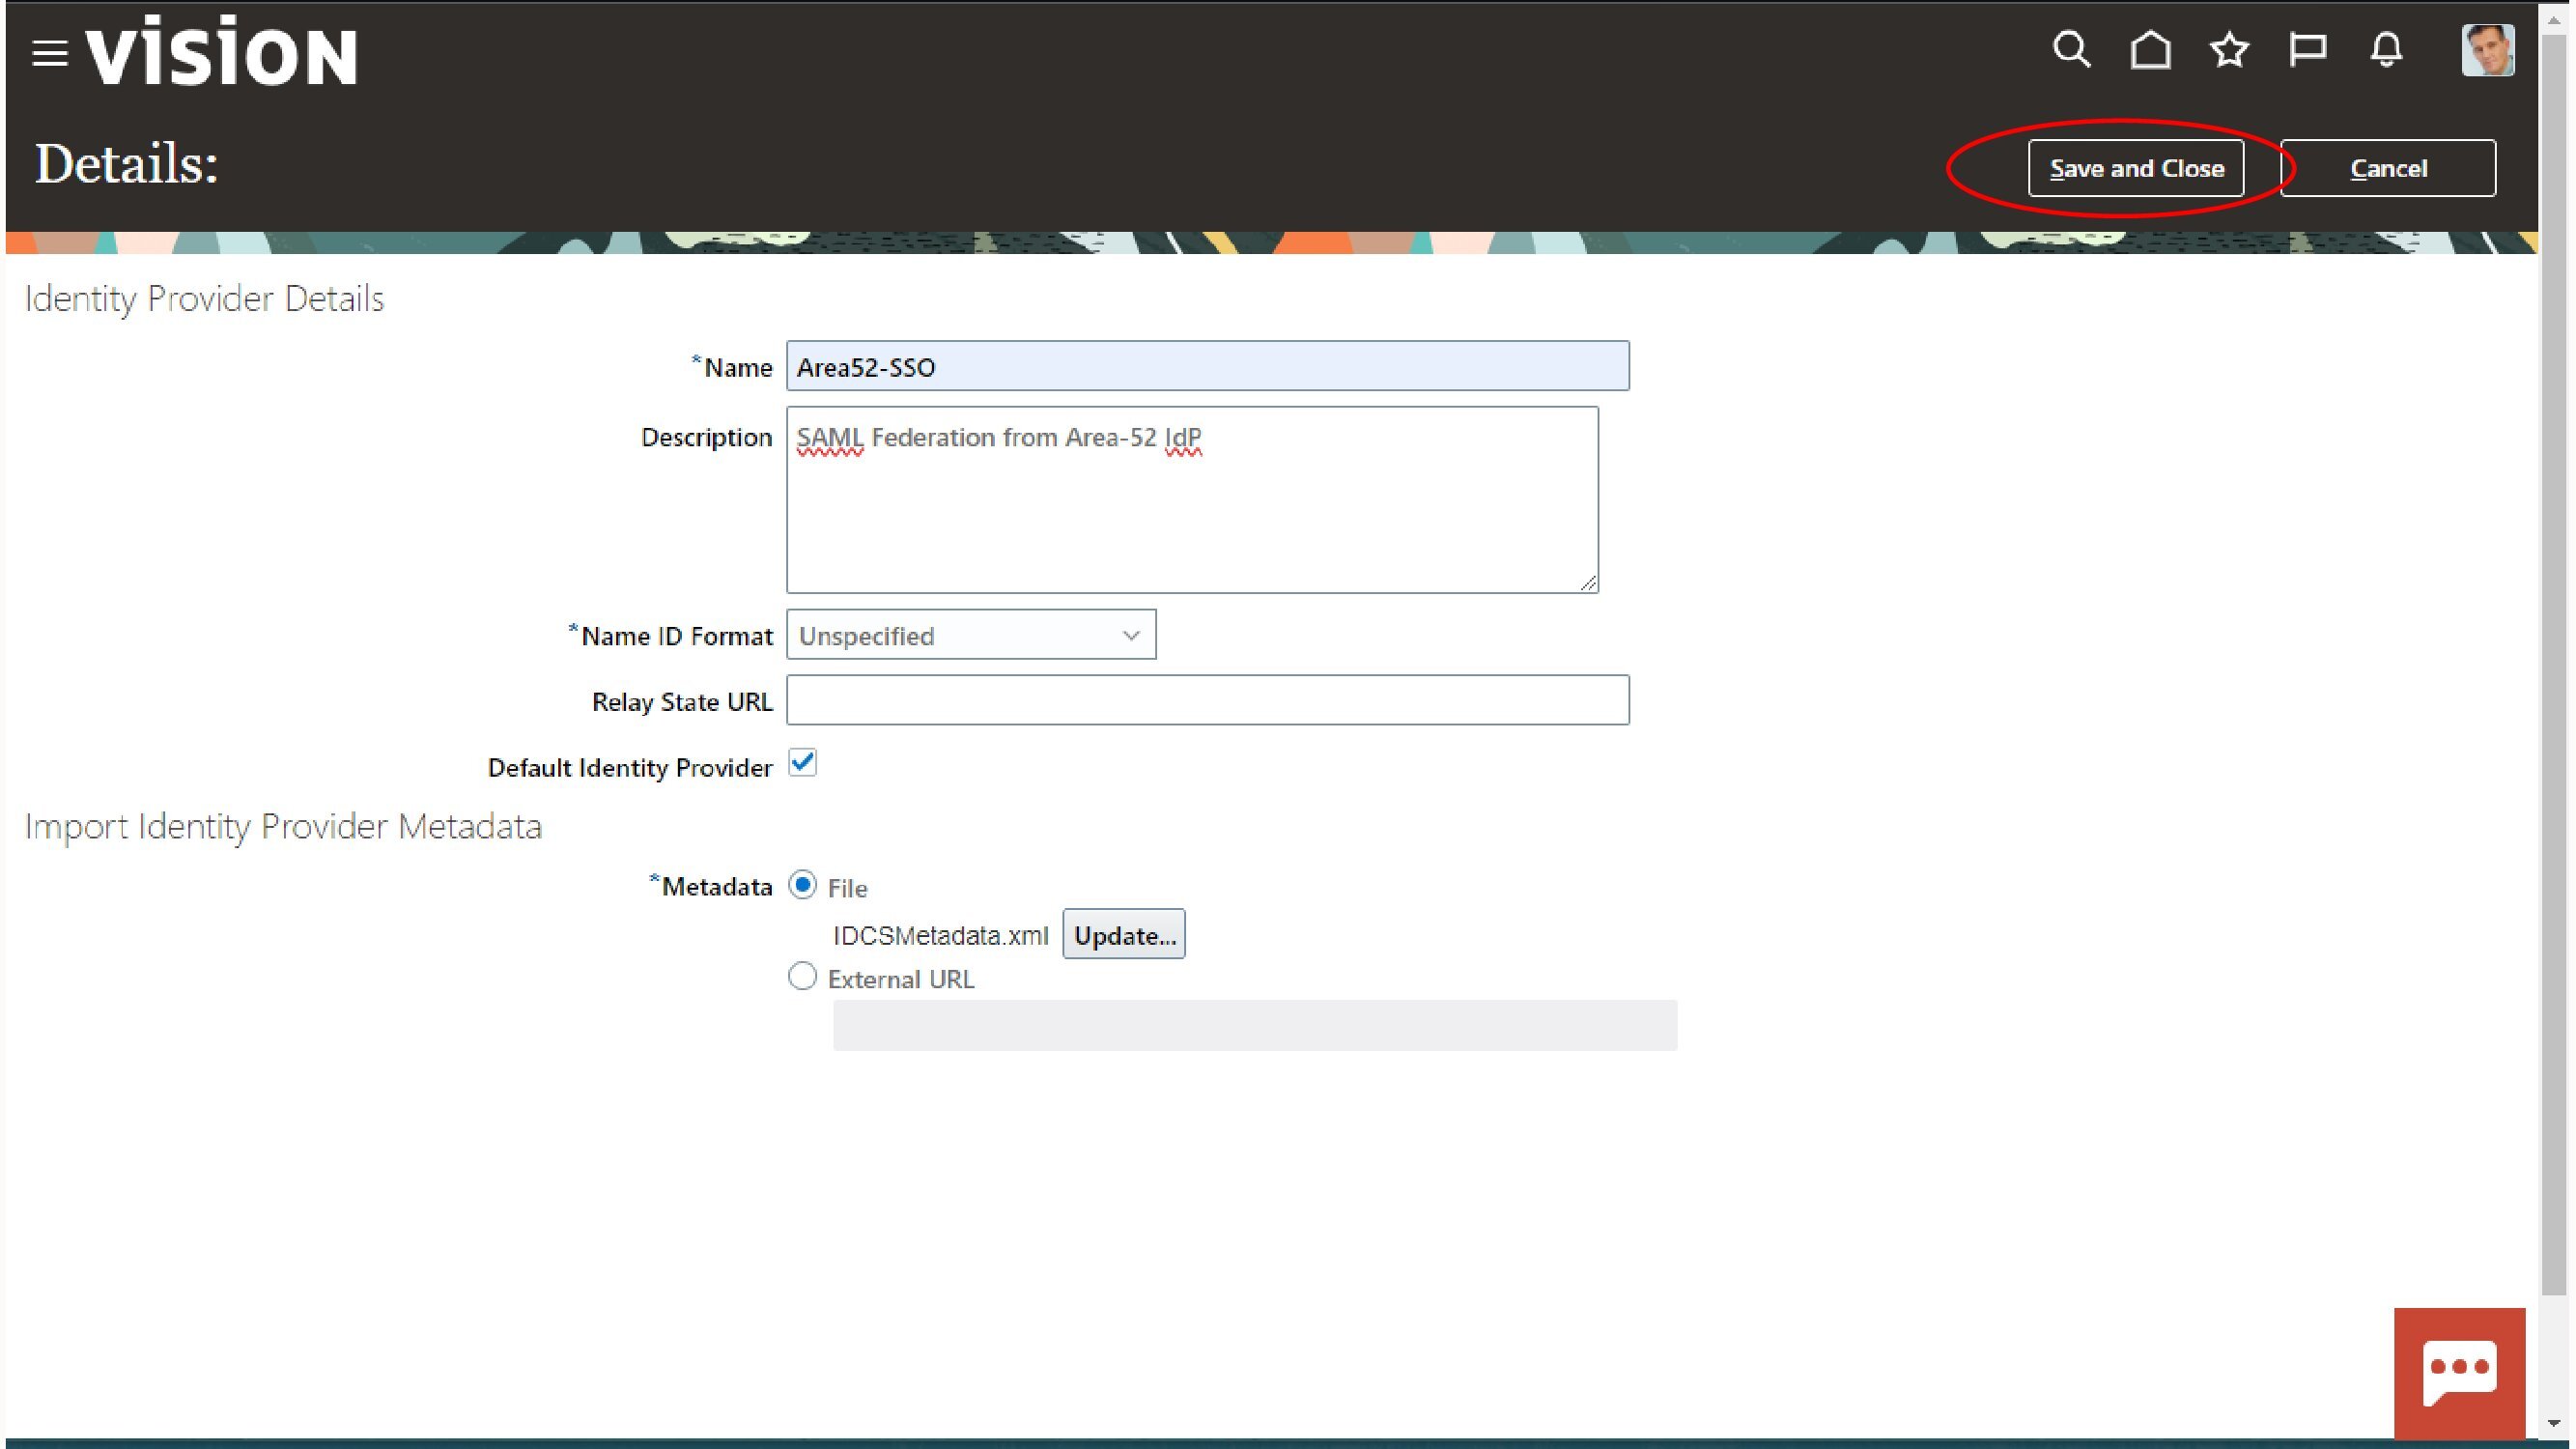 VISION
Details:
Save and Close
Cancel
Identity Provider Details
*Name
Area52-SSO
Description
SAML Federation from Area-52 IdP
*Name ID Format
Unspecified
Relay State URL
Default Identity Provider
Import Identity Provider Metadata
*Metadata
File
IDCSMetadata.xml
Update...
External URL